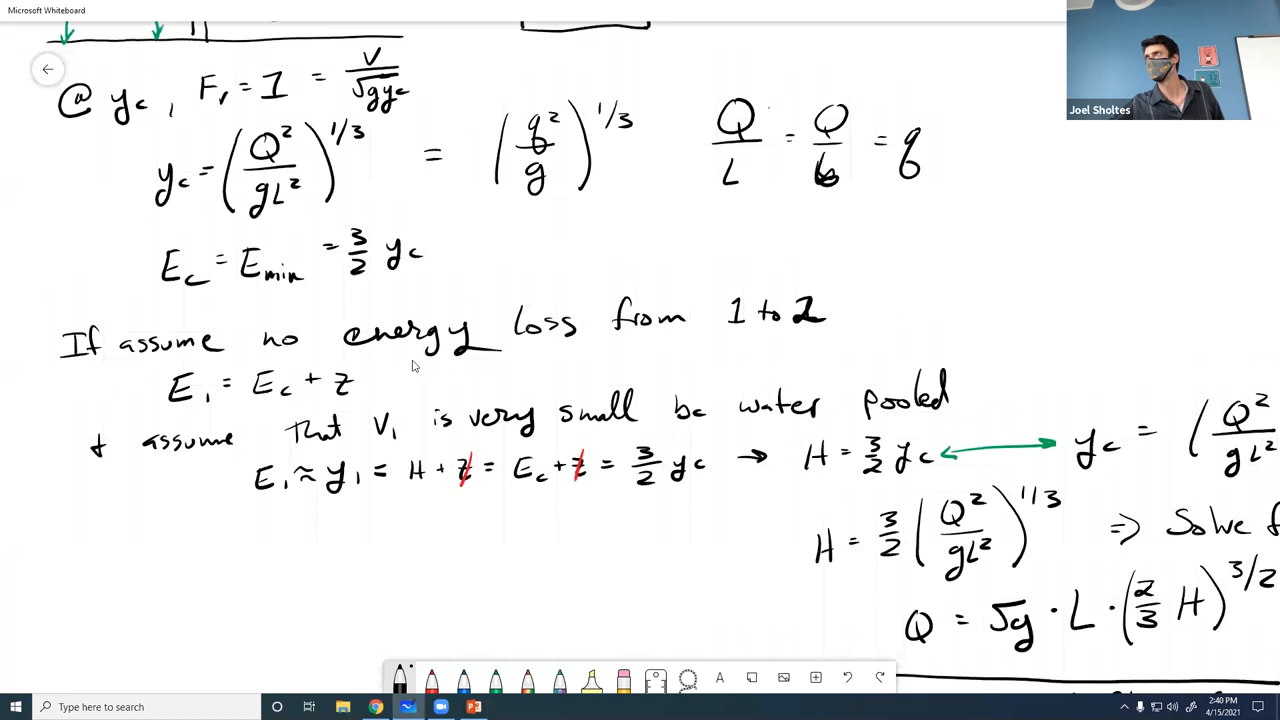 Microsoft Whiteboard
@ yc , Fr = 1 = V / √gyc
yc = (Q² / gL²)^1/3 = (q² / g)^1/3 Q / L = Q / b = q
Ec = Emin = 3/2 yc
If assume no energy loss from 1 to 2
E1 = Ec + z
+ assume that V1 is very small bc water pooled
E1 ≈ y1 = H + z = Ec + z = 3/2 yc → H = 3/2 yc ↔ yc = (Q² / gL²
H = 3/2 (Q² / gL²)^1/3 ⇒ Solve f
Q = √g · L · (2/3 H)^3/2
Joel Sholtes
Type here to search
2:40 PM
4/15/2021